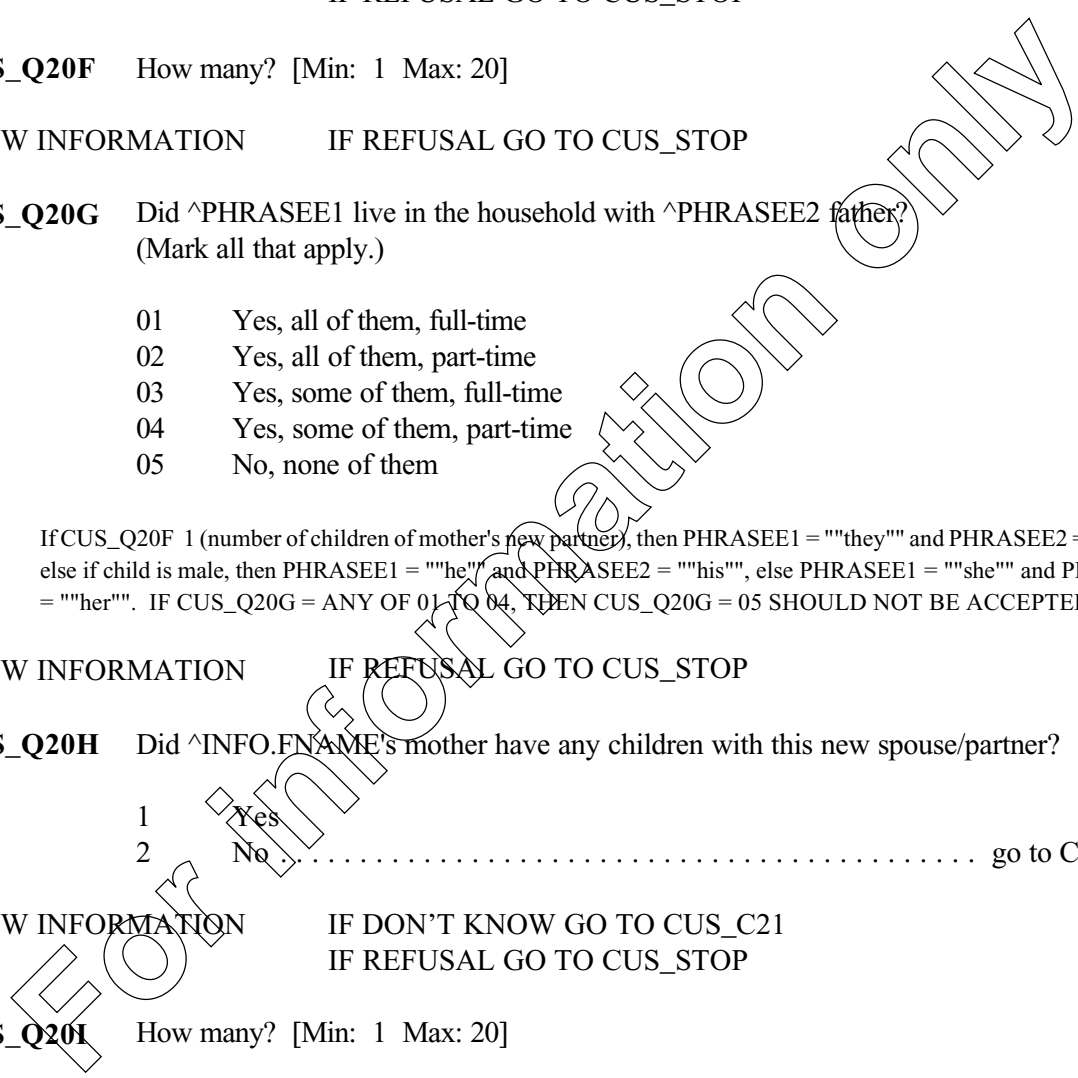 IF REFUSAL GO TO CUS_STOP
S_Q20F How many? [Min: 1 Max: 20]
W INFORMATION IF REFUSAL GO TO CUS_STOP
S_Q20G Did ^PHRASEE1 live in the household with ^PHRASEE2 father?
(Mark all that apply.)
01 Yes, all of them, full-time
02 Yes, all of them, part-time
03 Yes, some of them, full-time
04 Yes, some of them, part-time
05 No, none of them
If CUS_Q20F 1 (number of children of mother's new partner), then PHRASEE1 = ""they"" and PHRASEE2 =
else if child is male, then PHRASEE1 = ""he"" and PHRASEE2 = ""his"", else PHRASEE1 = ""she"" and P
= ""her"". IF CUS_Q20G = ANY OF 01 TO 04, THEN CUS_Q20G = 05 SHOULD NOT BE ACCEPTE
W INFORMATION IF REFUSAL GO TO CUS_STOP
S_Q20H Did ^INFO.FNAME's mother have any children with this new spouse/partner?
1 Yes
2 No . . . . . . . . . . . . . . . . . . . . . . . . . . . . . . . . . . . . . . . . . . . . . . go to C
W INFORMATION IF DON'T KNOW GO TO CUS_C21
IF REFUSAL GO TO CUS_STOP
S_Q20I How many? [Min: 1 Max: 20]
For information only